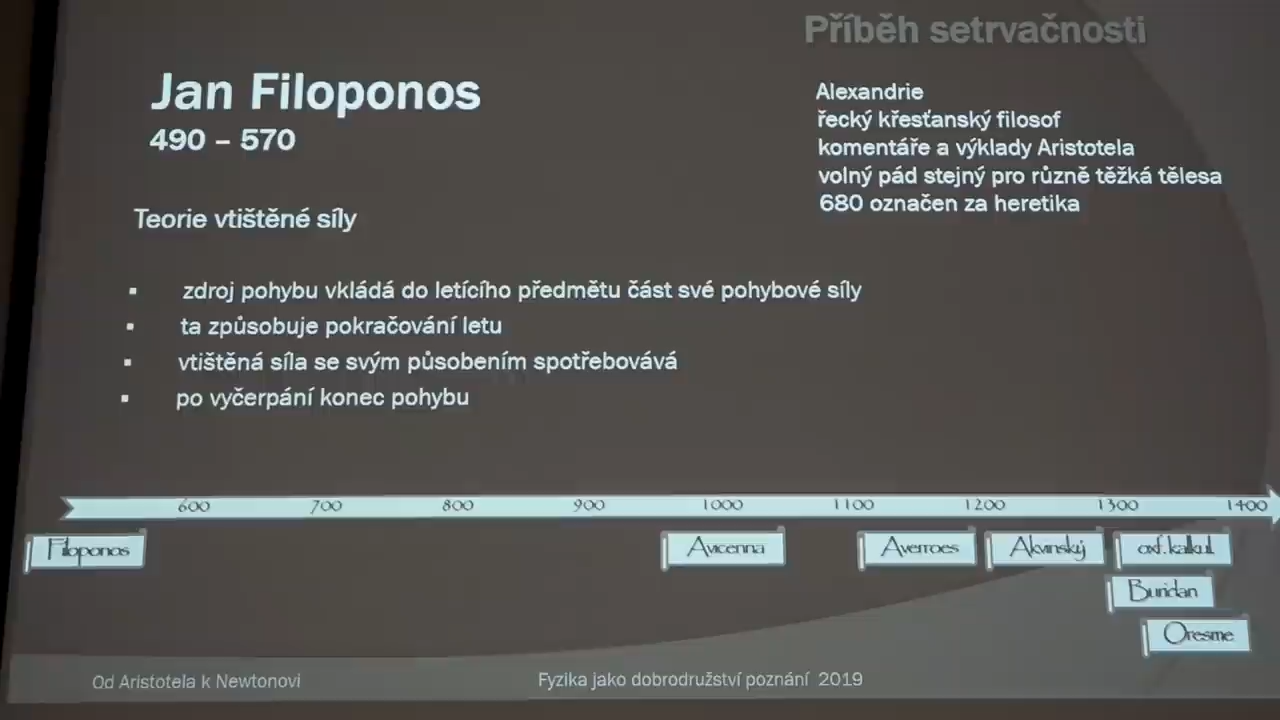 Příběh setrvačnosti
Jan Filoponos
490 – 570
Alexandrie
řecký křesťanský filosof
komentáře a výklady Aristotela
volný pád stejný pro různě těžká tělesa
680 označen za heretika
Teorie vtištěné síly
▪ zdroj pohybu vkládá do letícího předmětu část své pohybové síly
▪ ta způsobuje pokračování letu
▪ vtištěná síla se svým působením spotřebovává
▪ po vyčerpání konec pohybu
600 700 800 900 1000 1100 1200 1300 1400
Filoponos Avicenna Averroes Akvinský oxf. kalkul.
Buridan
Oresme
Od Aristotela k Newtonovi Fyzika jako dobrodružství poznání 2019